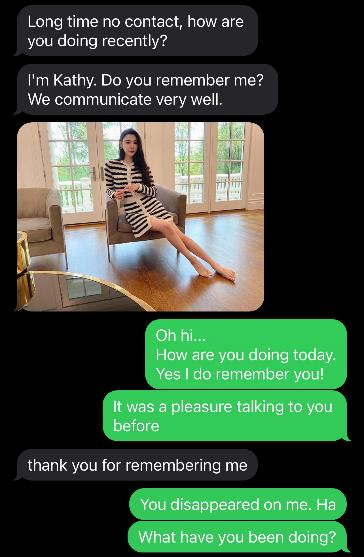 Long time no contact, how are
you doing recently?
I'm Kathy. Do you remember me?
We communicate very well.
Oh hi...
How are you doing today.
Yes I do remember you!
It was a pleasure talking to you
before
thank you for remembering me
You disappeared on me. Ha
What have you been doing?